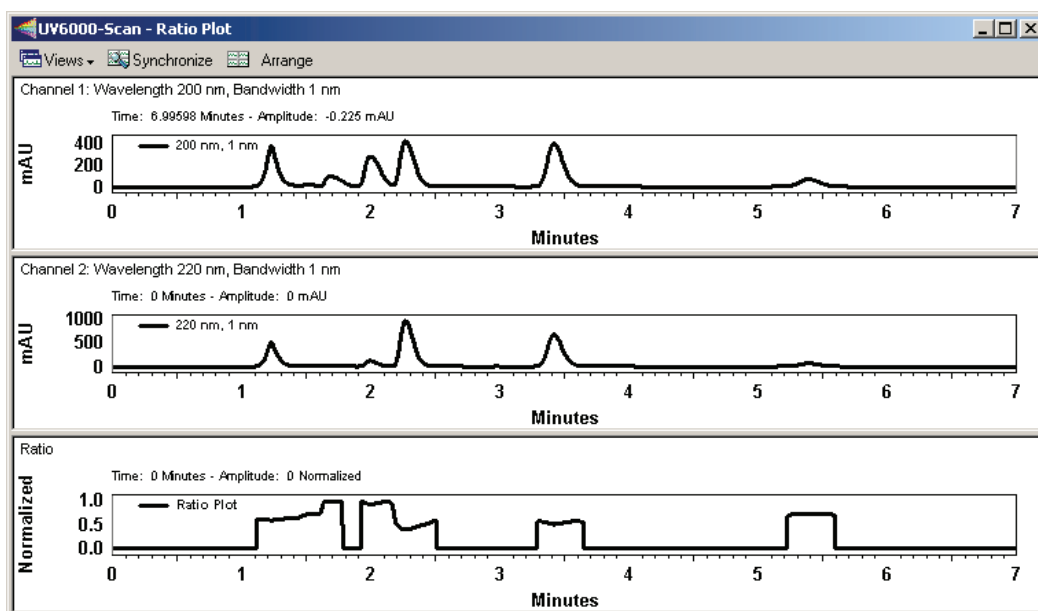 UV6000-Scan - Ratio Plot
Views Synchronize Arrange
Channel 1: Wavelength 200 nm, Bandwidth 1 nm
Time: 6.99598 Minutes - Amplitude: -0.225 mAU
mAU
400
200
0
200 nm, 1 nm
0 1 2 3 4 5 6 7
Minutes
Channel 2: Wavelength 220 nm, Bandwidth 1 nm
Time: 0 Minutes - Amplitude: 0 mAU
mAU
1000
500
0
220 nm, 1 nm
0 1 2 3 4 5 6 7
Minutes
Ratio
Time: 0 Minutes - Amplitude: 0 Normalized
Normalized
1.0
0.5
0.0
Ratio Plot
0 1 2 3 4 5 6 7
Minutes